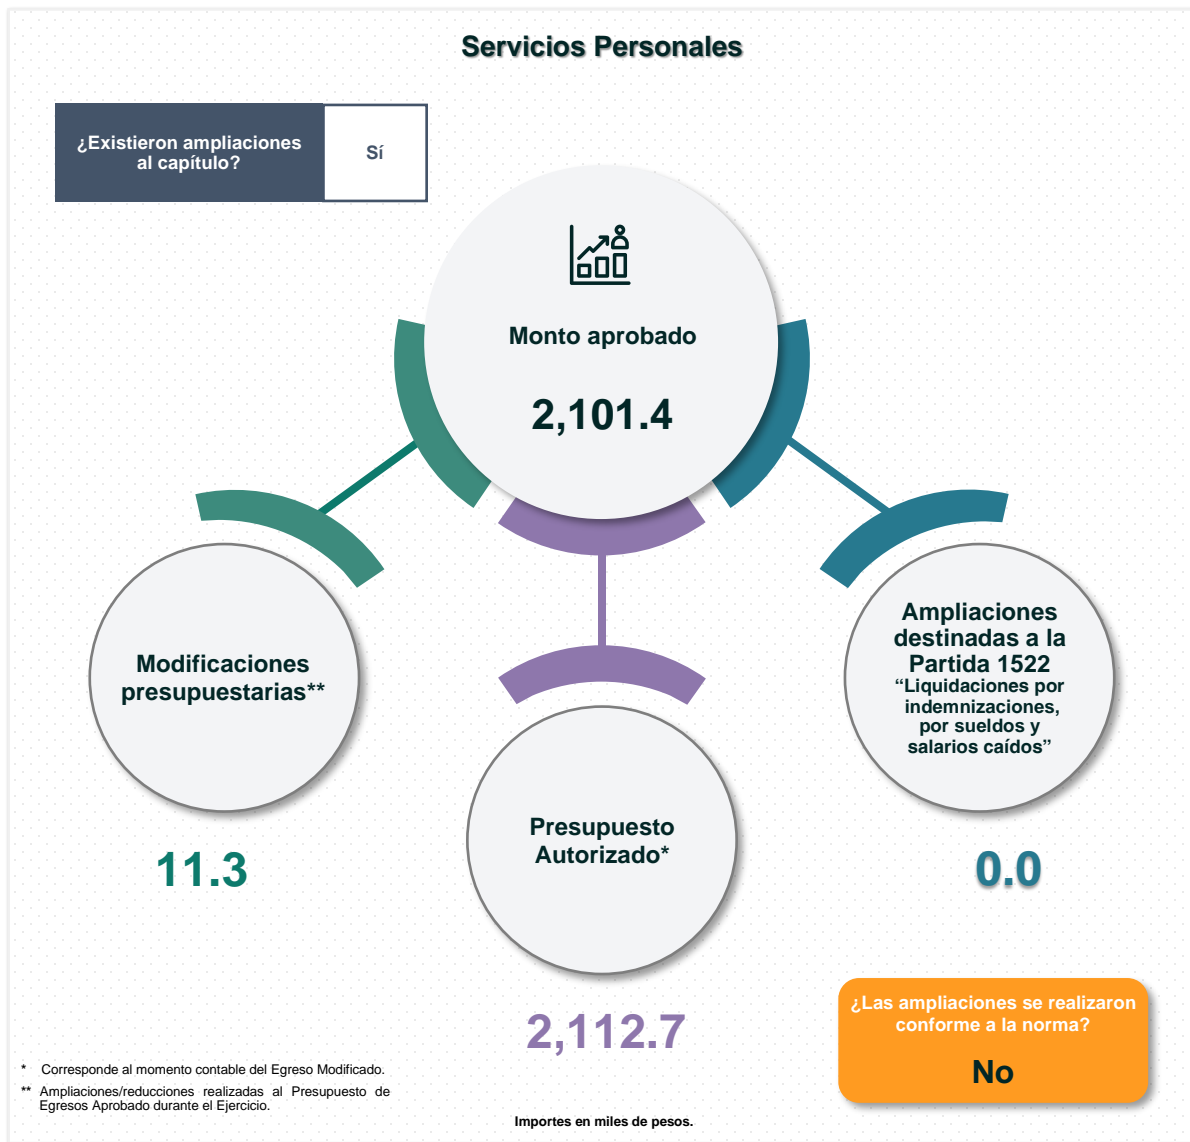 Servicios Personales
¿Existieron ampliaciones
al capítulo?
Sí
Monto aprobado
2,101.4
Modificaciones
presupuestarias**
11.3
Presupuesto
Autorizado*
2,112.7
Ampliaciones
destinadas a la
Partida 1522
“Liquidaciones por
indemnizaciones,
por sueldos y
salarios caídos”
0.0
¿Las ampliaciones se realizaron
conforme a la norma?
No
* Corresponde al momento contable del Egreso Modificado.
** Ampliaciones/reducciones realizadas al Presupuesto de
Egresos Aprobado durante el Ejercicio.
Importes en miles de pesos.